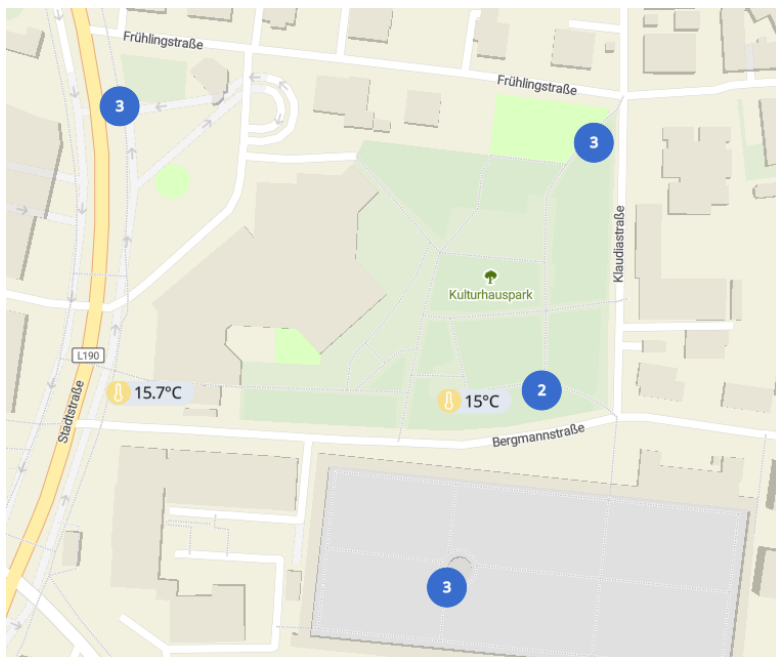 Frühlingstraße
Frühlingstraße
3
3
Klaudiastraße
Kulturhauspark
L190
15.7°C
15°C
2
Stadtstraße
Bergmannstraße
3